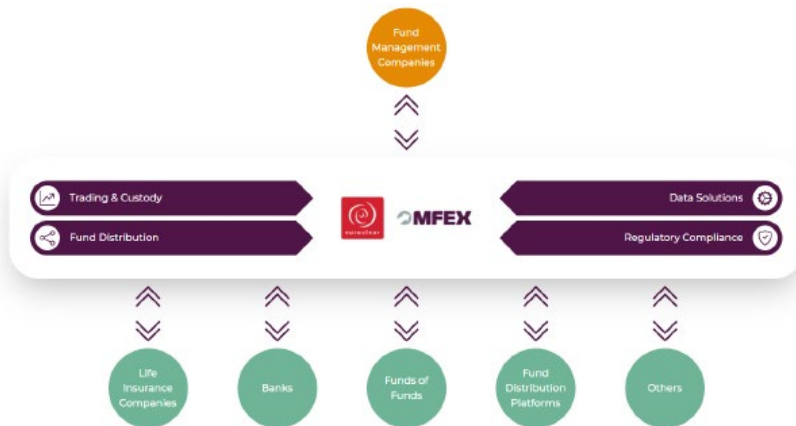 Fund
Management
Companies
Trading & Custody
Data Solutions
euroclear
MFEX
Fund Distribution
Regulatory Compliance
Life
Insurance
Companies
Banks
Funds of
Funds
Fund
Distribution
Platforms
Others